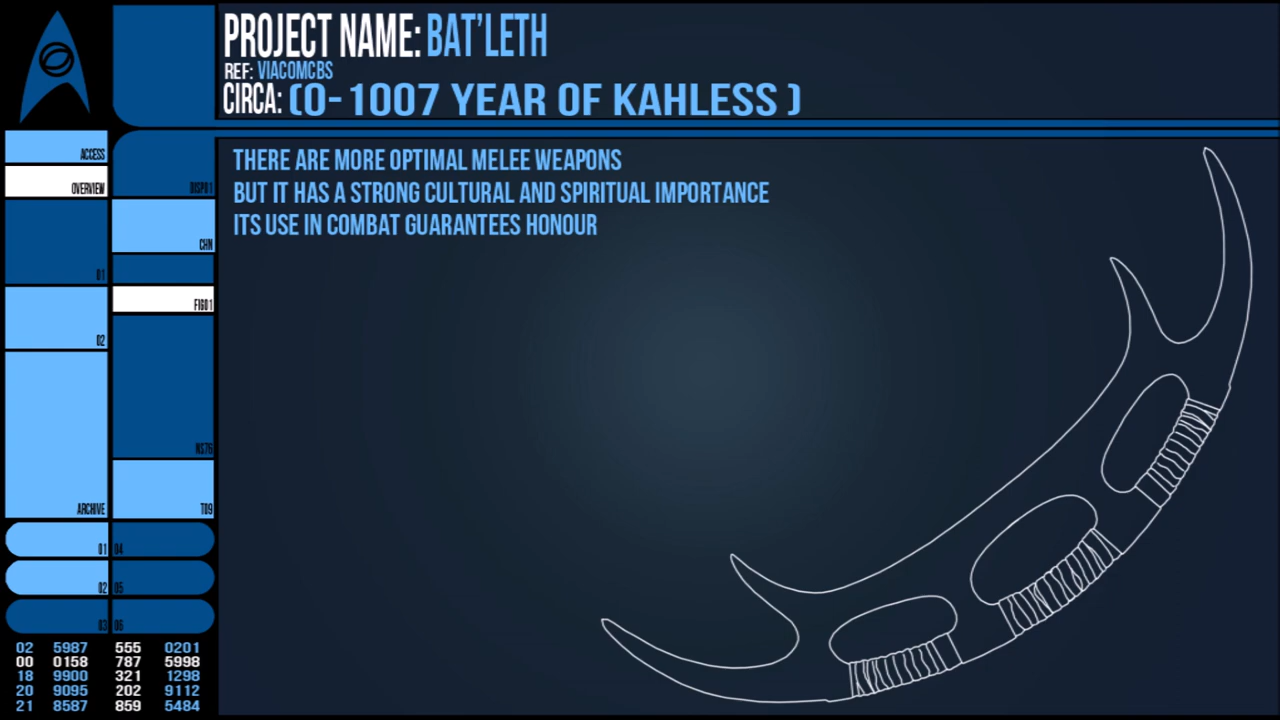 PROJECT NAME: BAT'LETH
REF: VIACOMCBS
CIRCA: (0-1007 YEAR OF KAHLESS )
ACCESS
OVERVIEW
01
02
ARCHIVE
DISP01
CHN
FIG01
NS76
T09
01 04
02 05
03 06
02 5987 555 0201
00 0158 787 5998
18 9900 321 1298
20 9095 202 9112
21 8587 859 5484
THERE ARE MORE OPTIMAL MELEE WEAPONS
BUT IT HAS A STRONG CULTURAL AND SPIRITUAL IMPORTANCE
ITS USE IN COMBAT GUARANTEES HONOUR